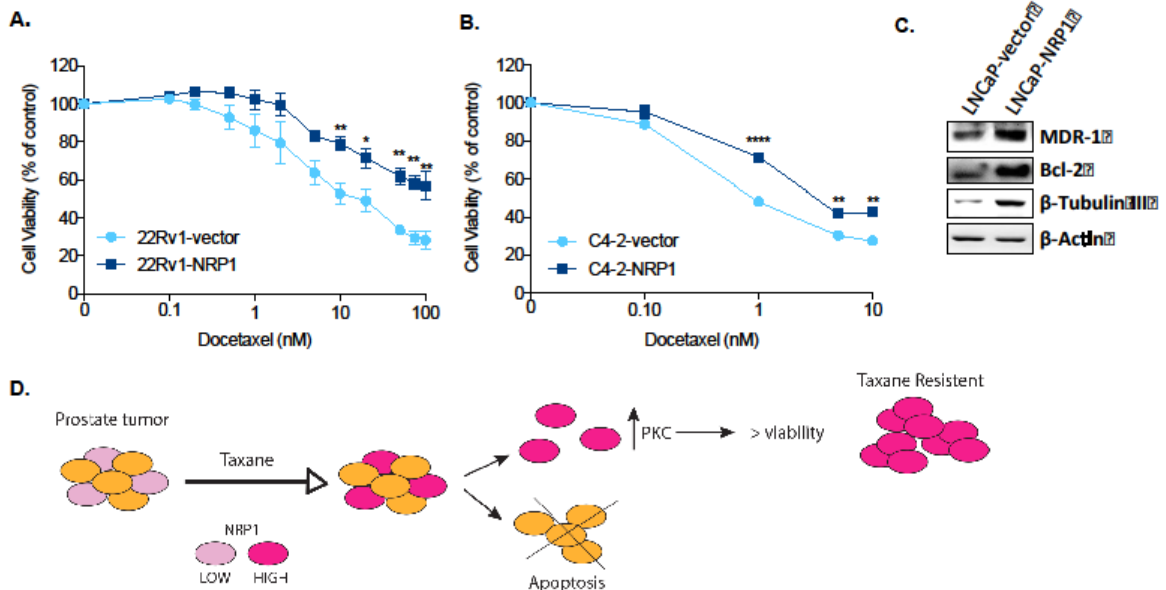 A.
120
100
80
60
40
20
0
Cell Viability (% of control)
** * ** ** **
22Rv1-vector
22Rv1-NRP1
0 0.1 1 10 100
Docetaxel (nM)
B.
120
100
80
60
40
20
0
Cell Viability (% of control)
**** ** **
C4-2-vector
C4-2-NRP1
0 0.10 1 10
Docetaxel (nM)
C.
LNCaP-vector
LNCaP-NRP1
MDR-1
Bcl-2
β-Tubulin III
β-Actin
D.
Prostate tumor
Taxane
NRP1
LOW HIGH
PKC
> viability
Apoptosis
Taxane Resistent